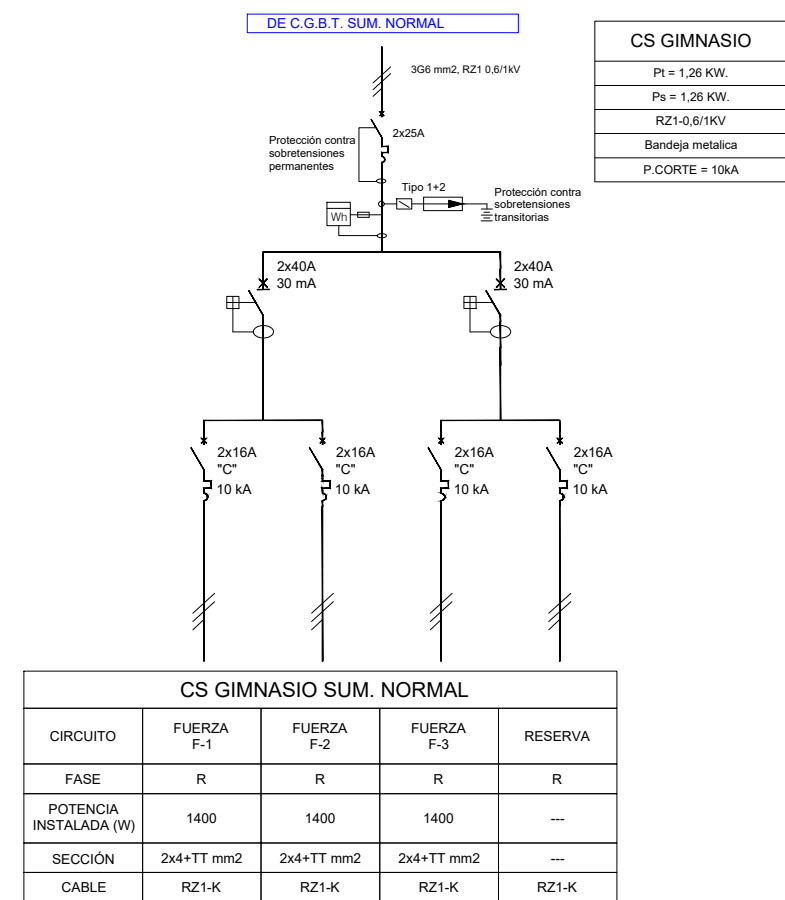 DE C.G.B.T. SUM. NORMAL
CS GIMNASIO
Pt = 1,26 KW.
Ps = 1,26 KW.
RZ1-0,6/1KV
Bandeja metalica
P.CORTE = 10kA
3G6 mm2, RZ1 0,6/1kV
2x25A
Protección contra
sobretensiones
permanentes
Tipo 1+2
Protección contra
sobretensiones
transitorias
Wh
2x40A
30 mA
2x40A
30 mA
2x16A
"C"
10 kA
2x16A
"C"
10 kA
2x16A
"C"
10 kA
2x16A
"C"
10 kA
CS GIMNASIO SUM. NORMAL
CIRCUITO
FUERZA
F-1
FUERZA
F-2
FUERZA
F-3
RESERVA
FASE
R
R
R
R
POTENCIA
INSTALADA (W)
1400
1400
1400
---
SECCIÓN
2x4+TT mm2
2x4+TT mm2
2x4+TT mm2
---
CABLE
RZ1-K
RZ1-K
RZ1-K
RZ1-K